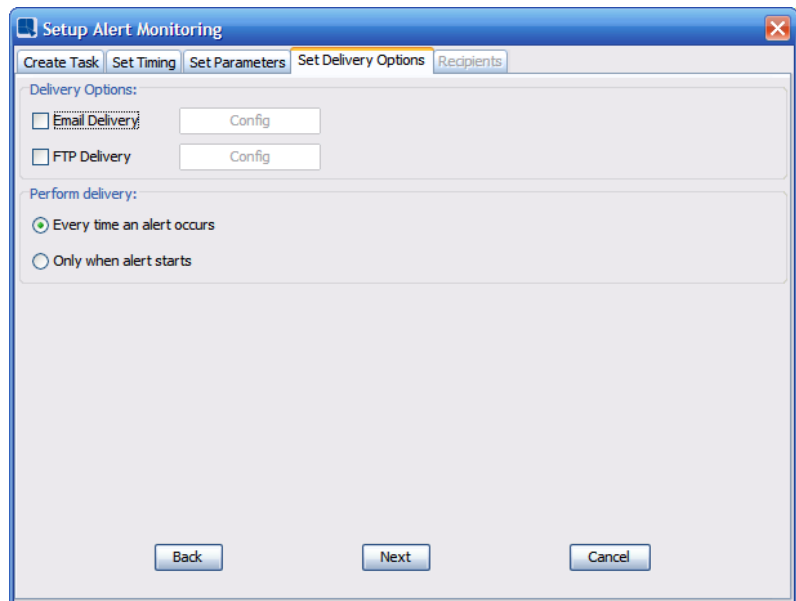 Setup Alert Monitoring
Create Task Set Timing Set Parameters Set Delivery Options Recipients
Delivery Options:
Email Delivery Config
FTP Delivery Config
Perform delivery:
Every time an alert occurs
Only when alert starts
Back Next Cancel